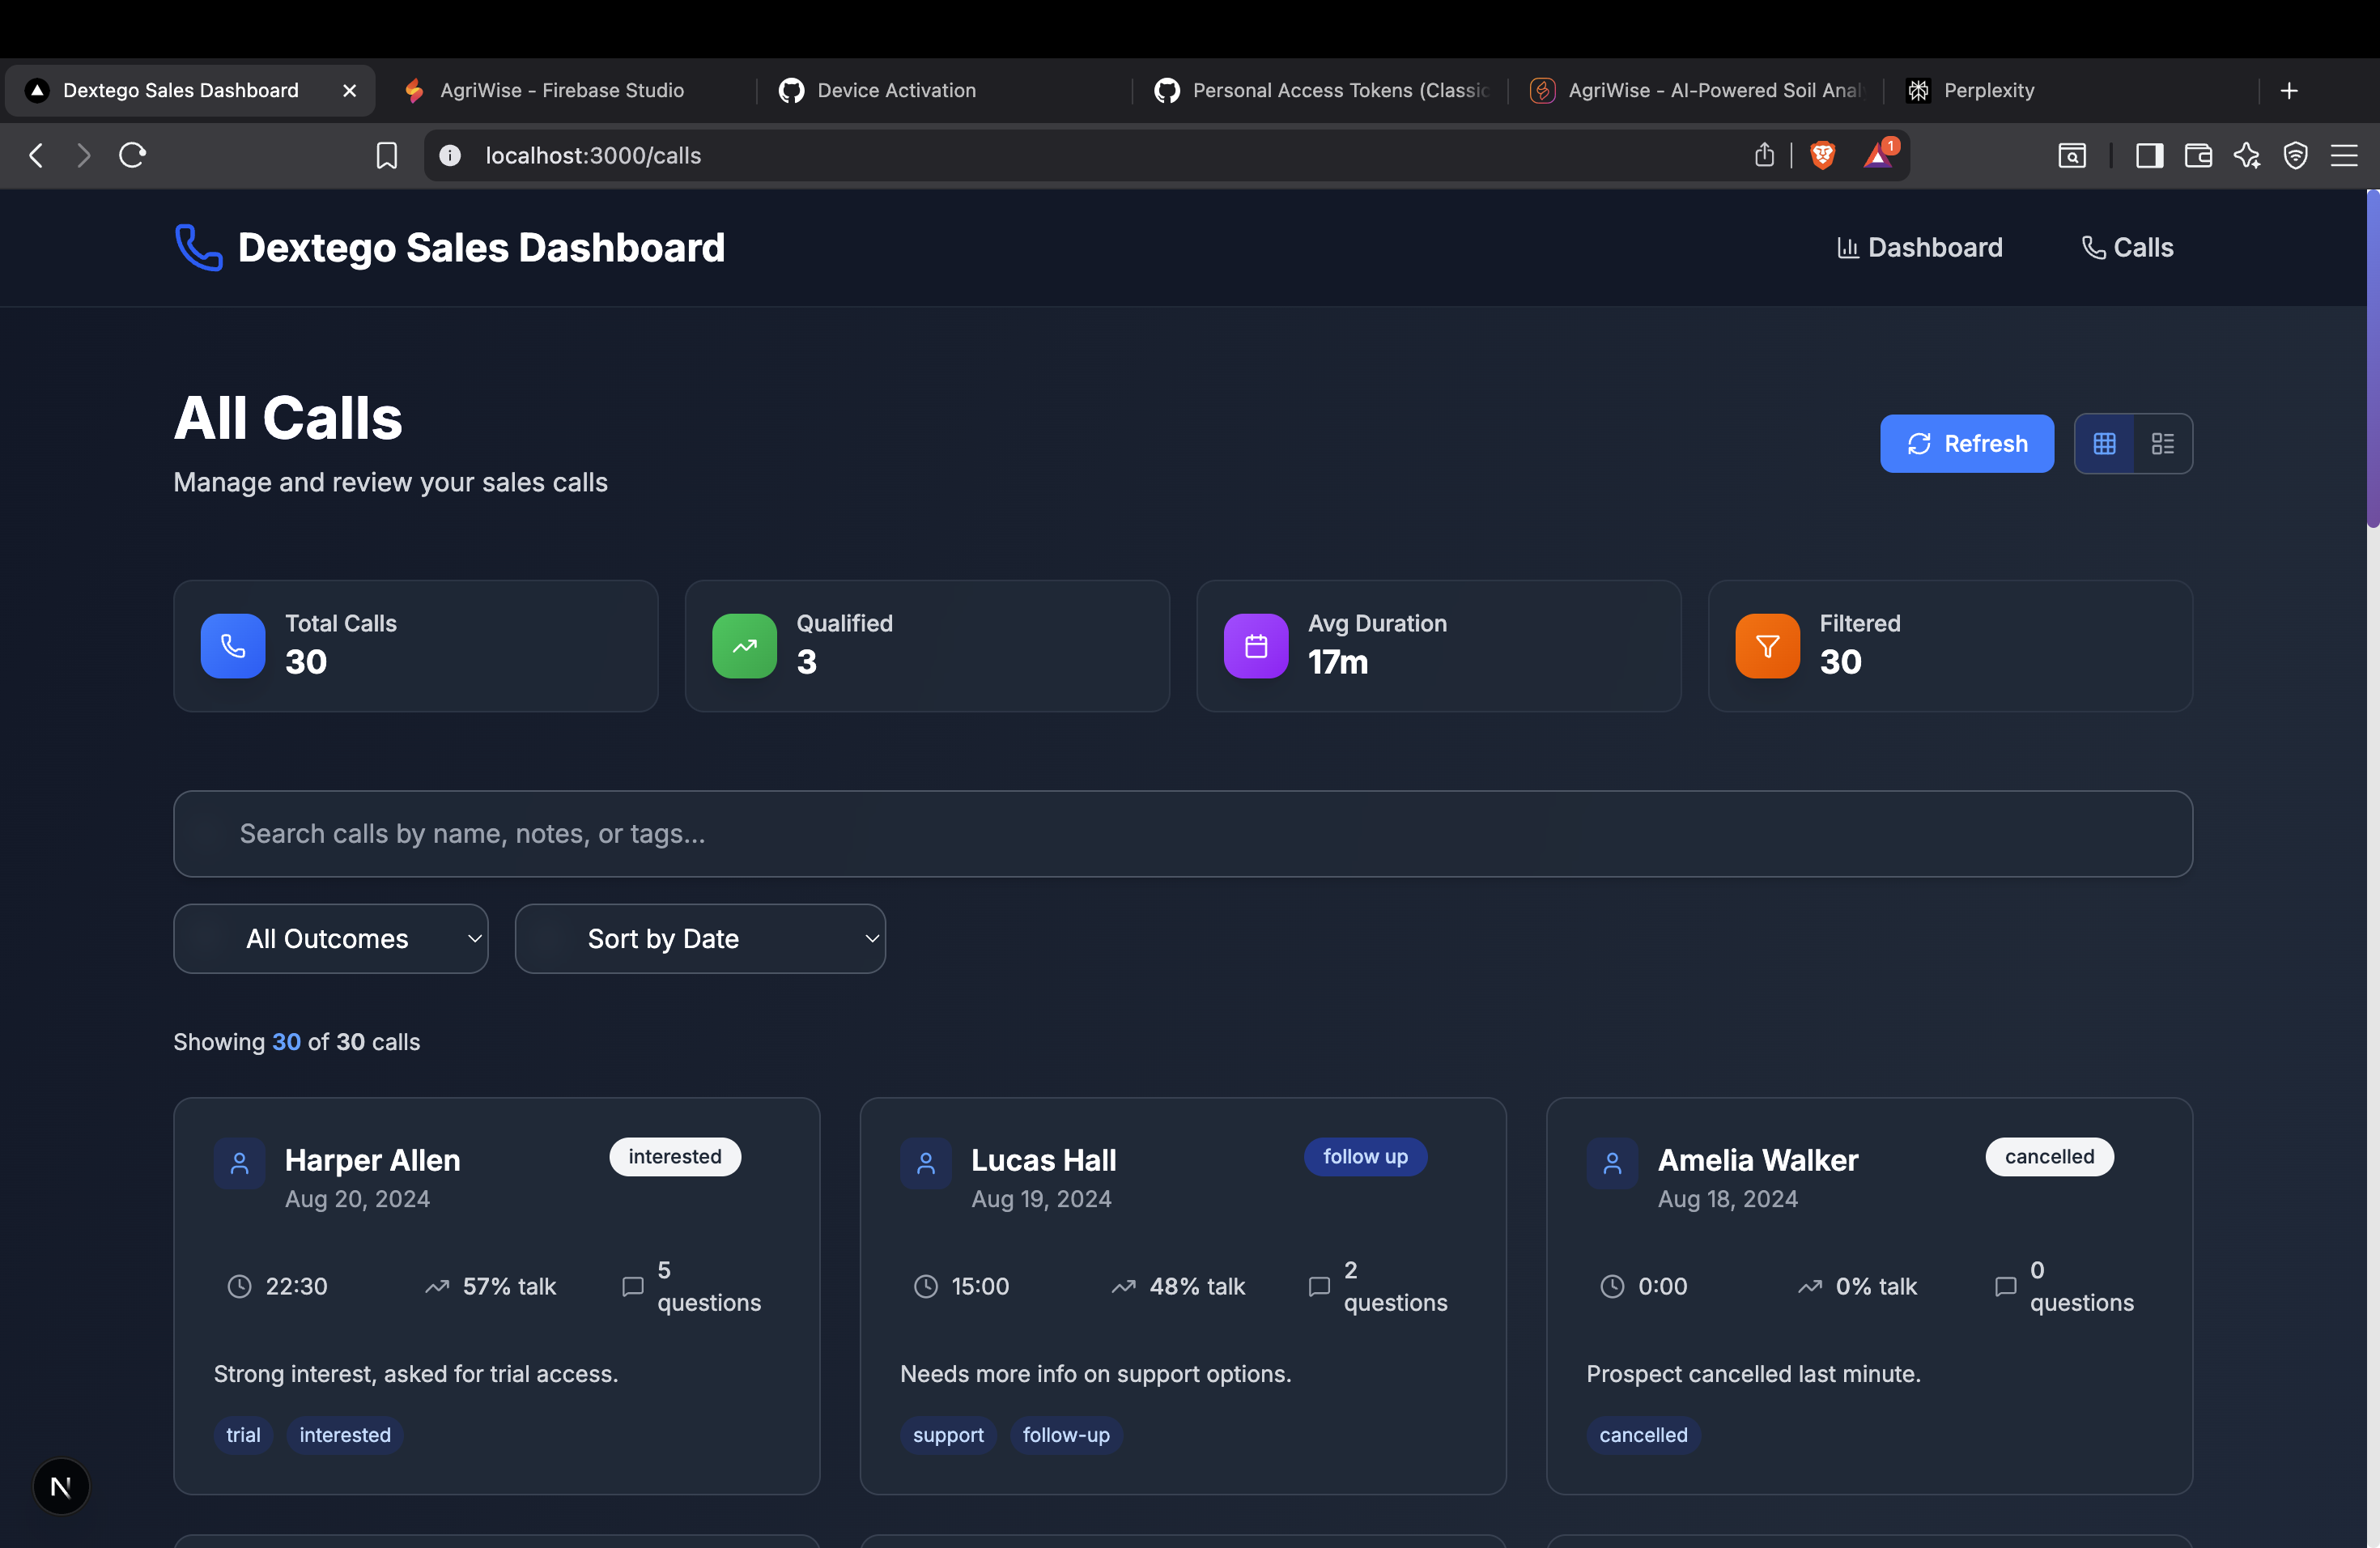 Dextego Sales Dashboard
AgriWise - Firebase Studio
Device Activation
Personal Access Tokens (Classic
AgriWise - AI-Powered Soil Anal
Perplexity
localhost:3000/calls
1
Dextego Sales Dashboard
Dashboard
Calls
All Calls
Manage and review your sales calls
Refresh
Total Calls
30
Qualified
3
Avg Duration
17m
Filtered
30
Search calls by name, notes, or tags...
All Outcomes
Sort by Date
Showing 30 of 30 calls
Harper Allen
interested
Aug 20, 2024
22:30
57% talk
5
questions
Strong interest, asked for trial access.
trial
interested
Lucas Hall
follow up
Aug 19, 2024
15:00
48% talk
2
questions
Needs more info on support options.
support
follow-up
Amelia Walker
cancelled
Aug 18, 2024
0:00
0% talk
0
questions
Prospect cancelled last minute.
cancelled
N